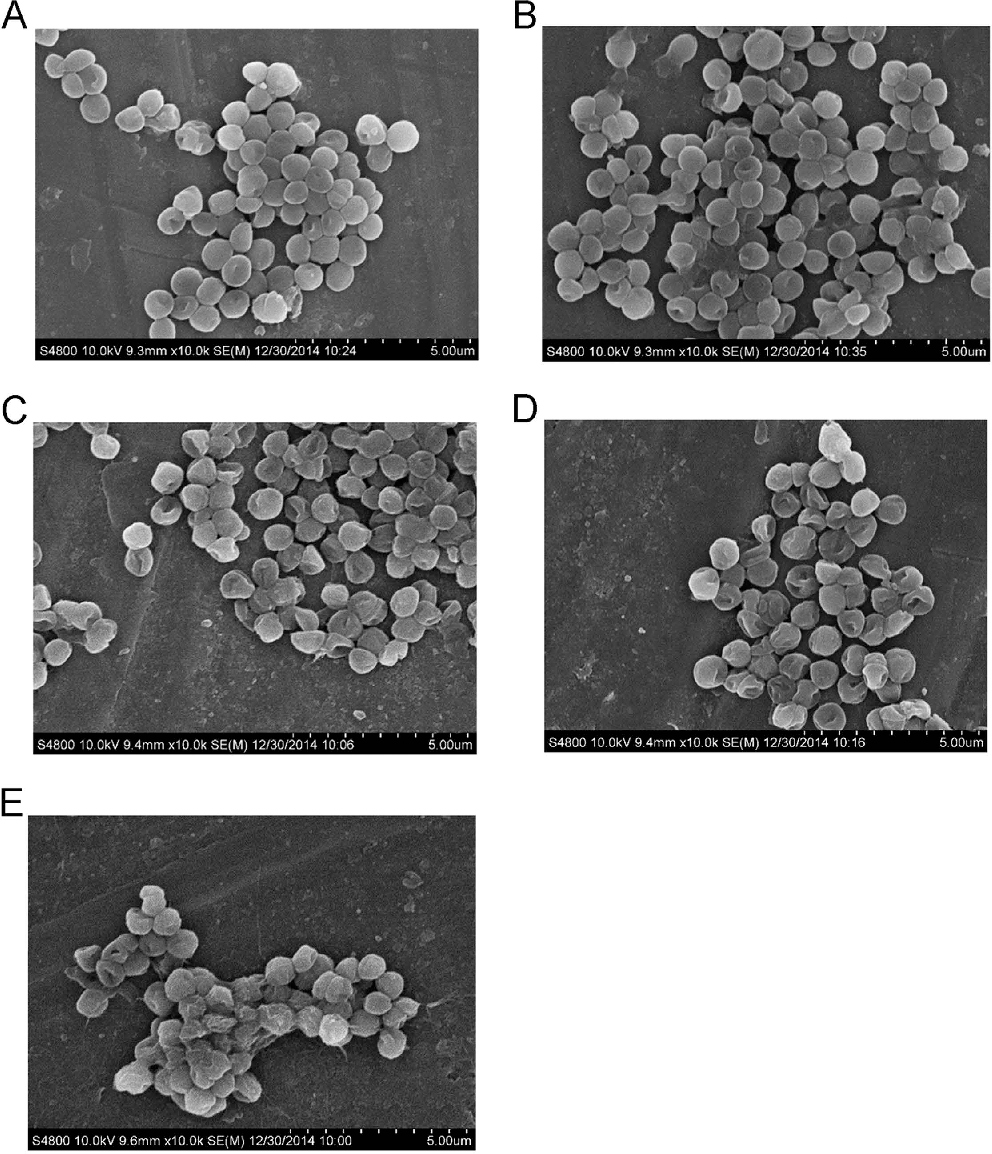 A
B
S4800 10.0kV 9.3mm x10.0k SE(M) 12/30/2014 10:24 5.00um
S4800 10.0kV 9.3mm x10.0k SE(M) 12/30/2014 10:35 5.00um
C
D
S4800 10.0kV 9.4mm x10.0k SE(M) 12/30/2014 10:06 5.00um
S4800 10.0kV 9.4mm x10.0k SE(M) 12/30/2014 10:16 5.00um
E
S4800 10.0kV 9.6mm x10.0k SE(M) 12/30/2014 10:00 5.00um